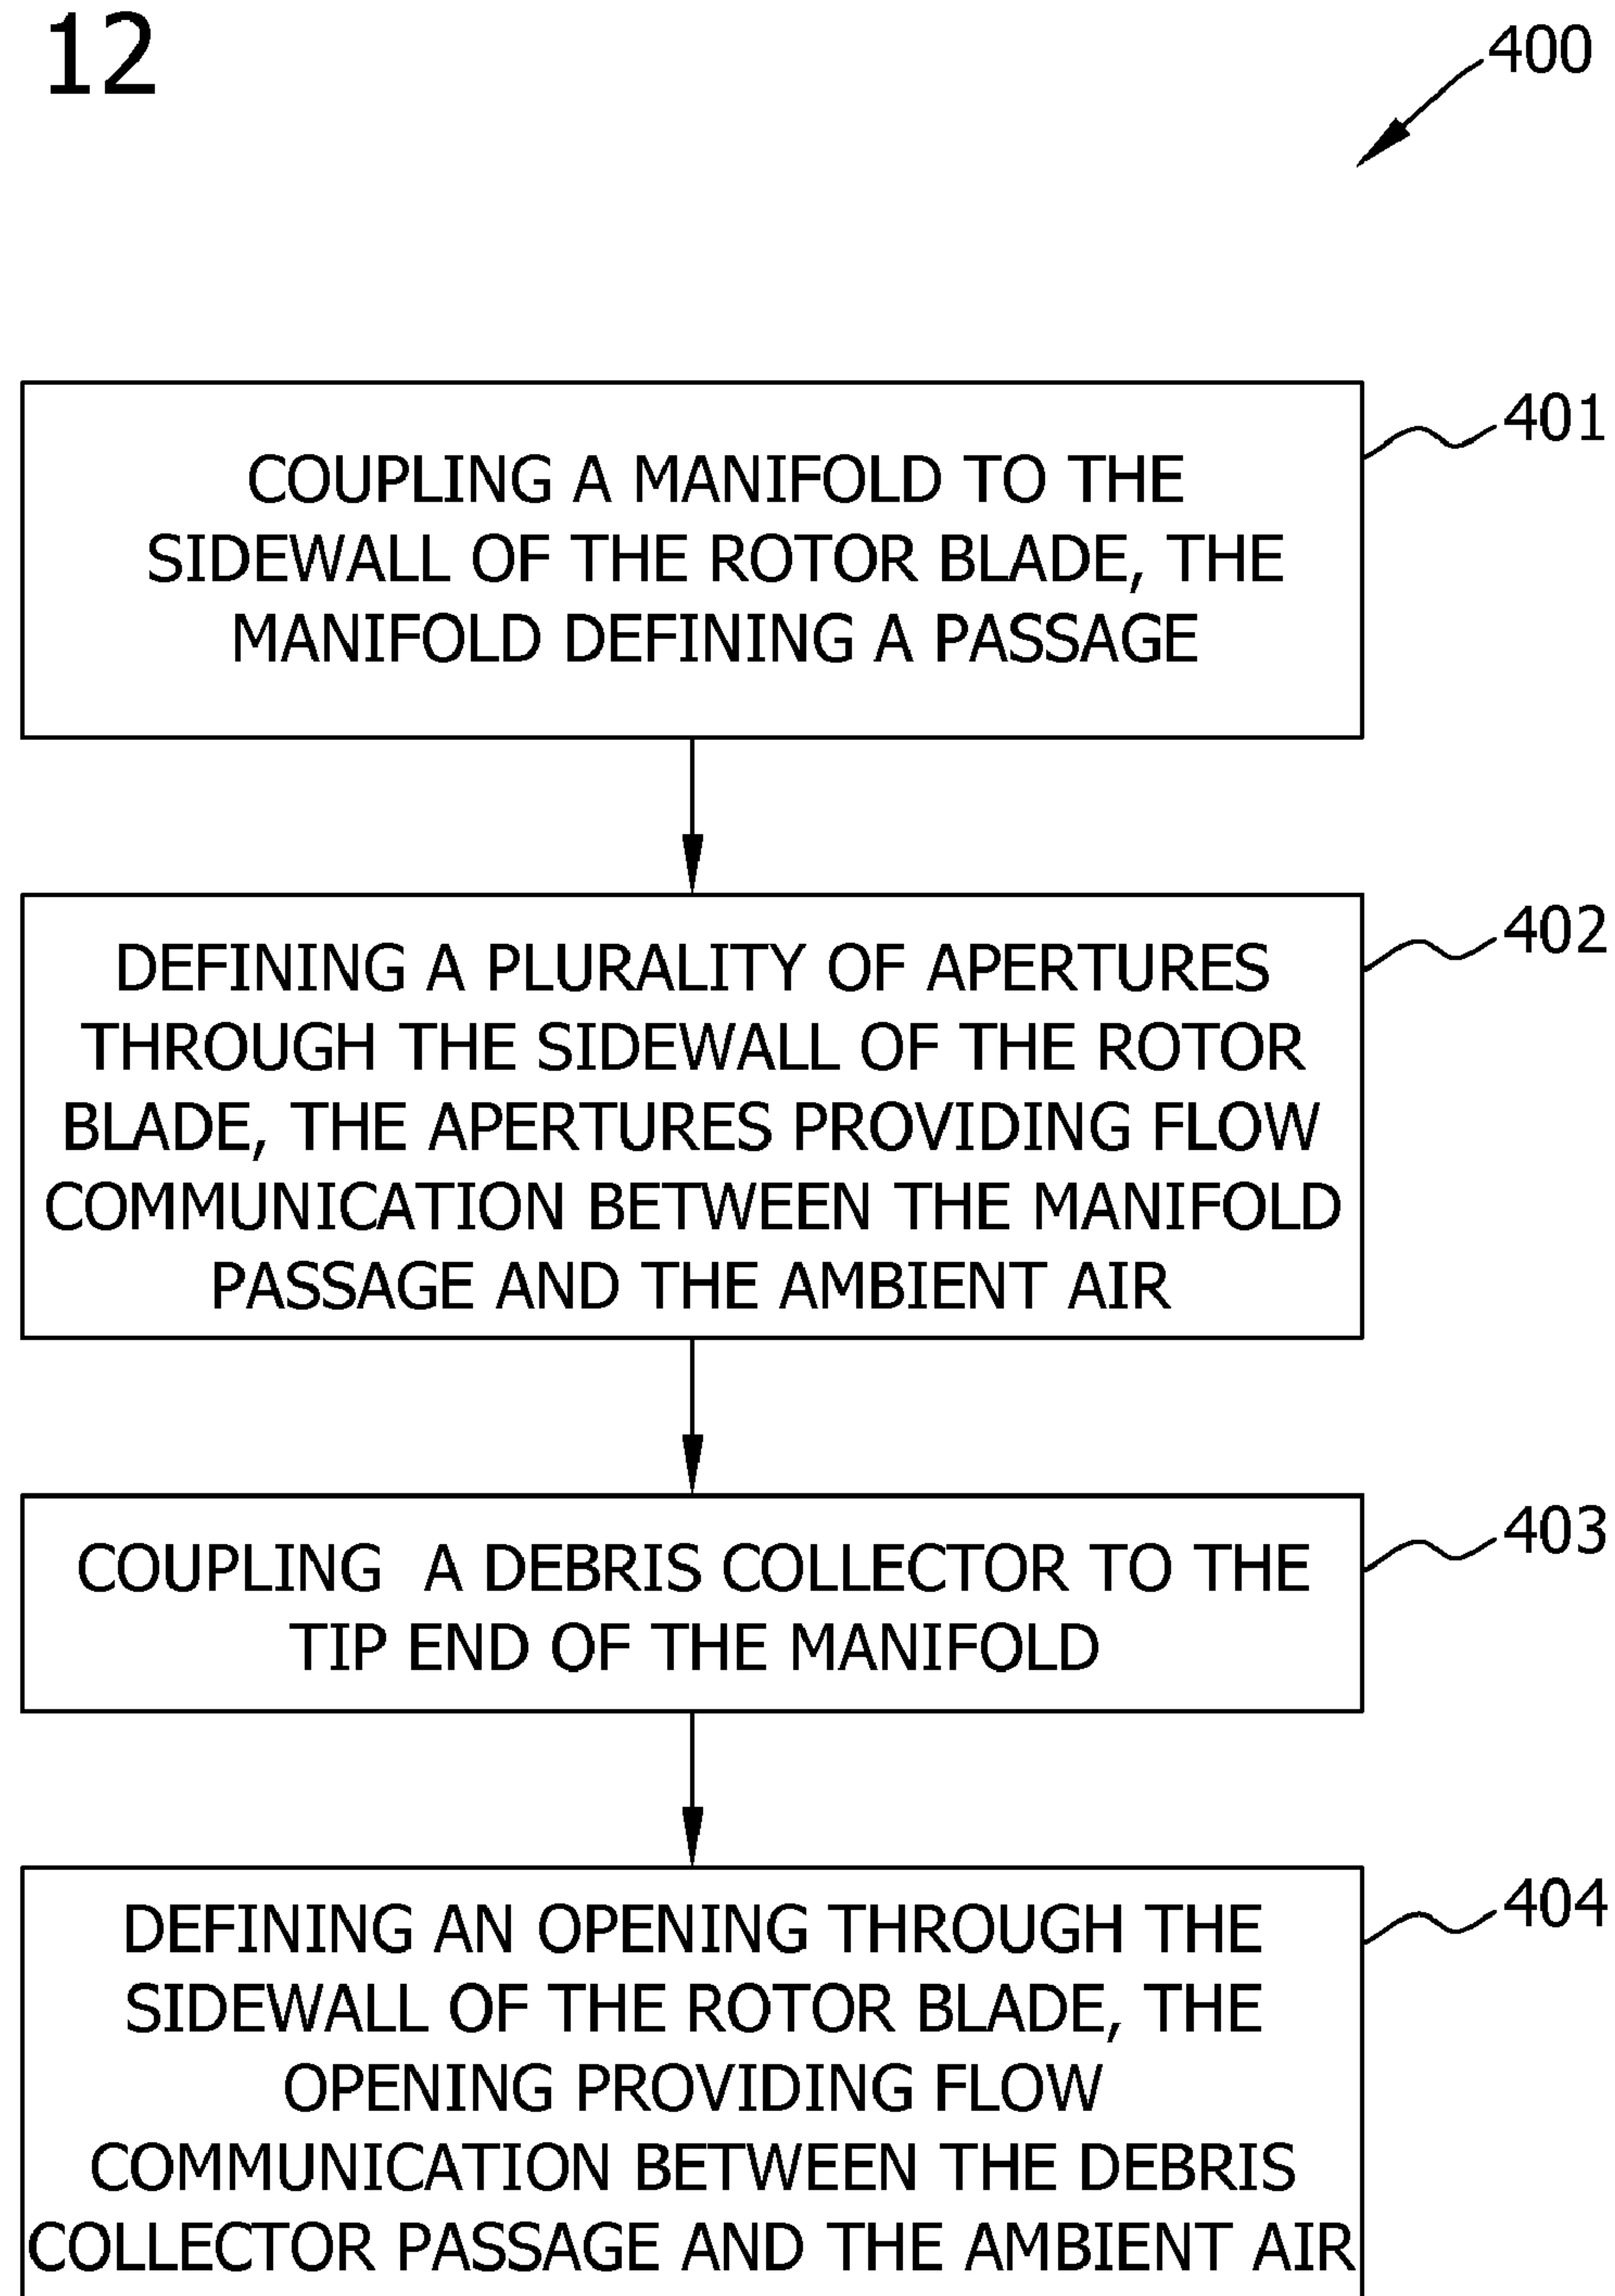 12
400
401
COUPLING A MANIFOLD TO THE
SIDEWALL OF THE ROTOR BLADE, THE
MANIFOLD DEFINING A PASSAGE
402
DEFINING A PLURALITY OF APERTURES
THROUGH THE SIDEWALL OF THE ROTOR
BLADE, THE APERTURES PROVIDING FLOW
COMMUNICATION BETWEEN THE MANIFOLD
PASSAGE AND THE AMBIENT AIR
403
COUPLING A DEBRIS COLLECTOR TO THE
TIP END OF THE MANIFOLD
404
DEFINING AN OPENING THROUGH THE
SIDEWALL OF THE ROTOR BLADE, THE
OPENING PROVIDING FLOW
COMMUNICATION BETWEEN THE DEBRIS
COLLECTOR PASSAGE AND THE AMBIENT AIR